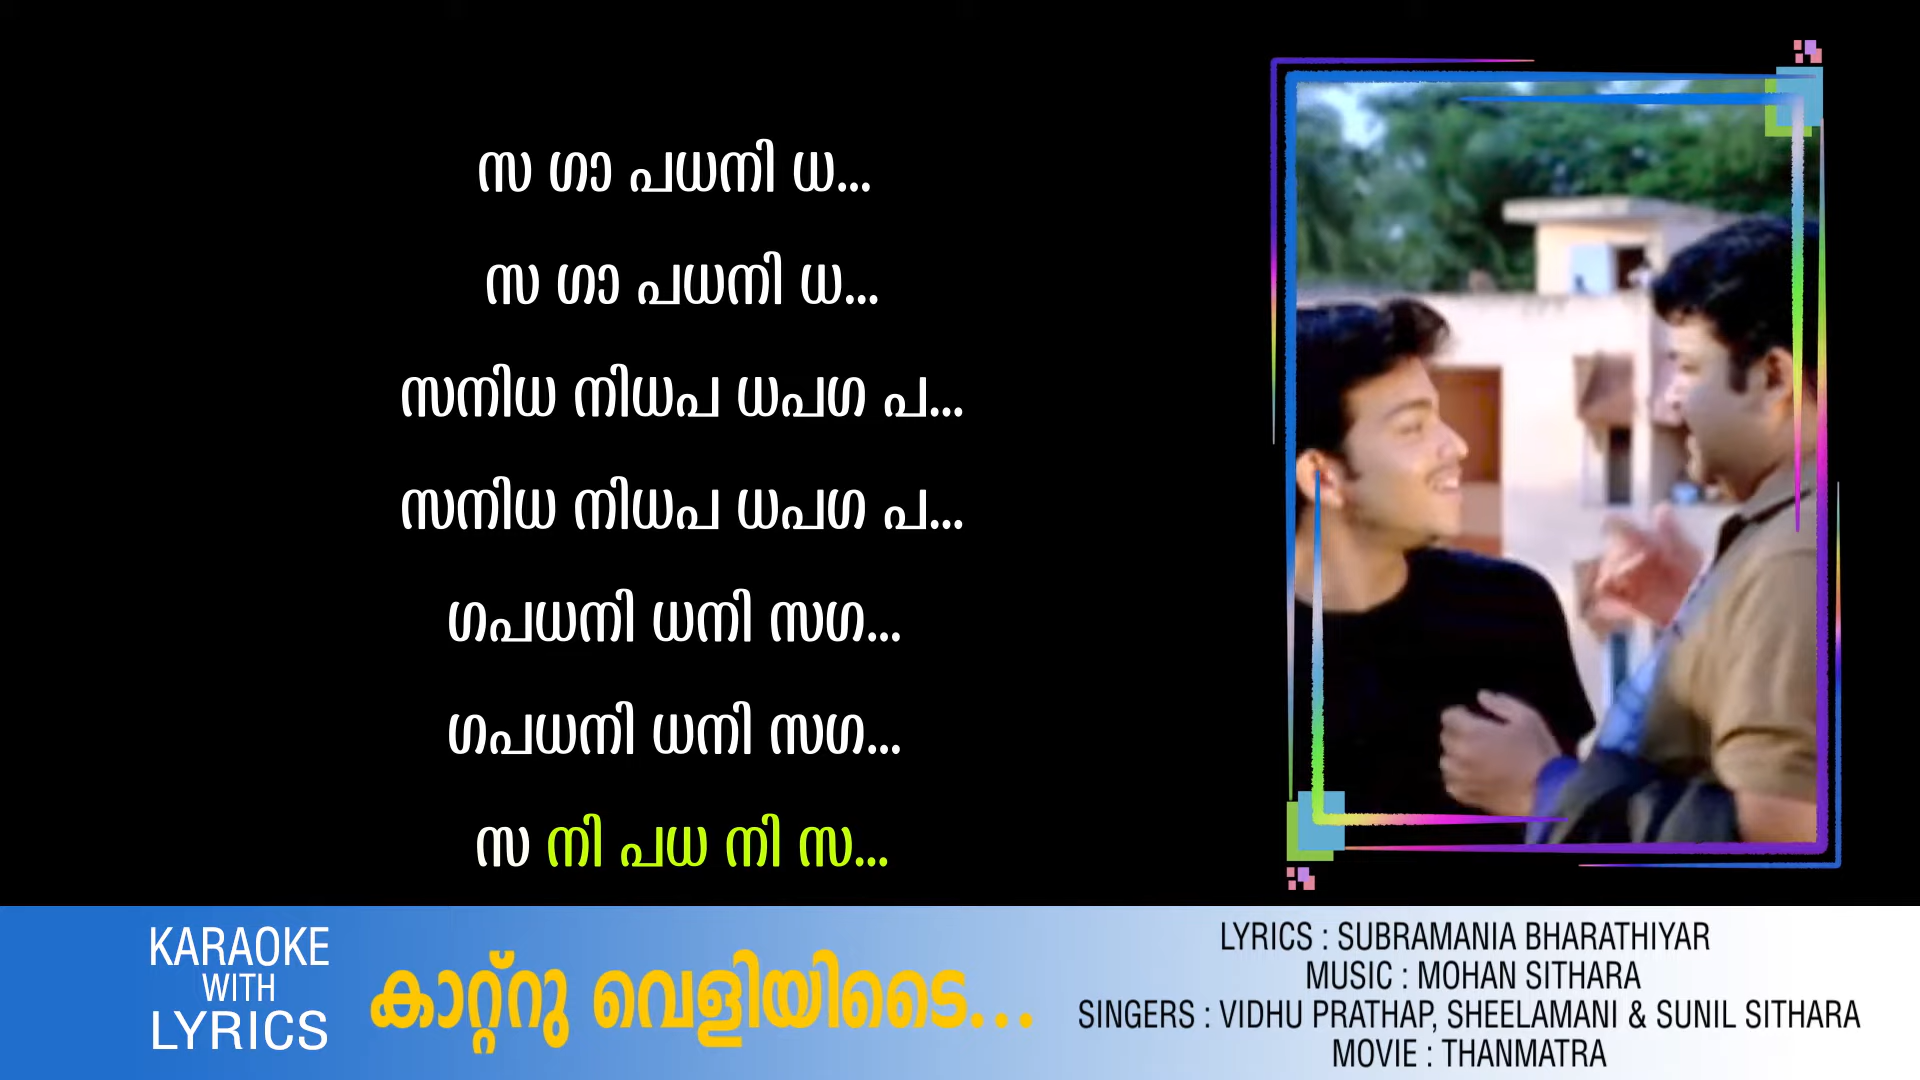 സ ഗാ പധനി ധ...
സ ഗാ പധനി ധ...
സനിധ നിധപ ധപഗ പ...
സനിധ നിധപ ധപഗ പ...
ഗപധനി ധനി സഗ...
ഗപധനി ധനി സഗ...
സ നി പധ നി സ...
KARAOKE
WITH
LYRICS
കാറ്റ്റു വെളിയിടൈ...
LYRICS : SUBRAMANIA BHARATHIYAR
MUSIC : MOHAN SITHARA
SINGERS : VIDHU PRATHAP, SHEELAMANI & SUNIL SITHARA
MOVIE : THANMATRA